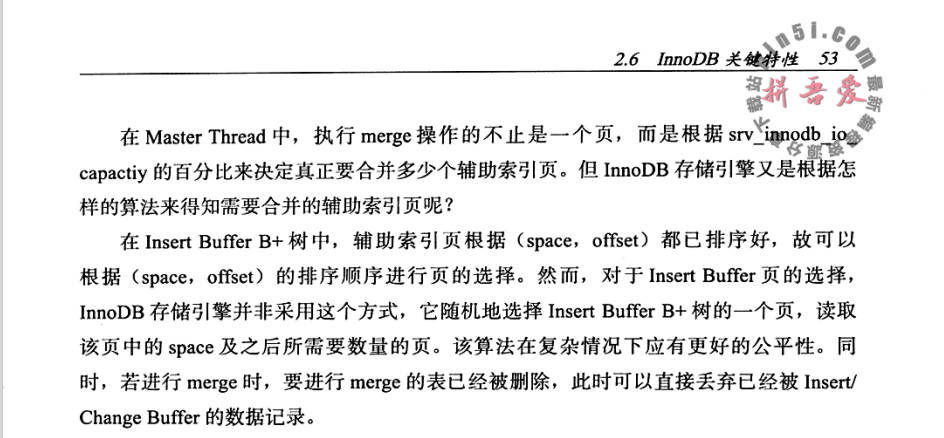 2.6 InnoDB 关键特性 53
在 Master Thread 中，执行 merge 操作的不止是一个页，而是根据 srv_innodb_io_
capactiy 的百分比来决定真正要合并多少个辅助索引页。但 InnoDB 存储引擎又是根据怎
样的算法来得知需要合并的辅助索引页呢？
在 Insert Buffer B+ 树中，辅助索引页根据（space，offset）都已排序好，故可以
根据（space，offset）的排序顺序进行页的选择。然而，对于 Insert Buffer 页的选择，
InnoDB 存储引擎并非采用这个方式，它随机地选择 Insert Buffer B+ 树的一个页，读取
该页中的 space 及之后所需要数量的页。该算法在复杂情况下应有更好的公平性。同
时，若进行 merge 时，要进行 merge 的表已经被删除，此时可以直接丢弃已经被 Insert/
Change Buffer 的数据记录。
拼吾爱